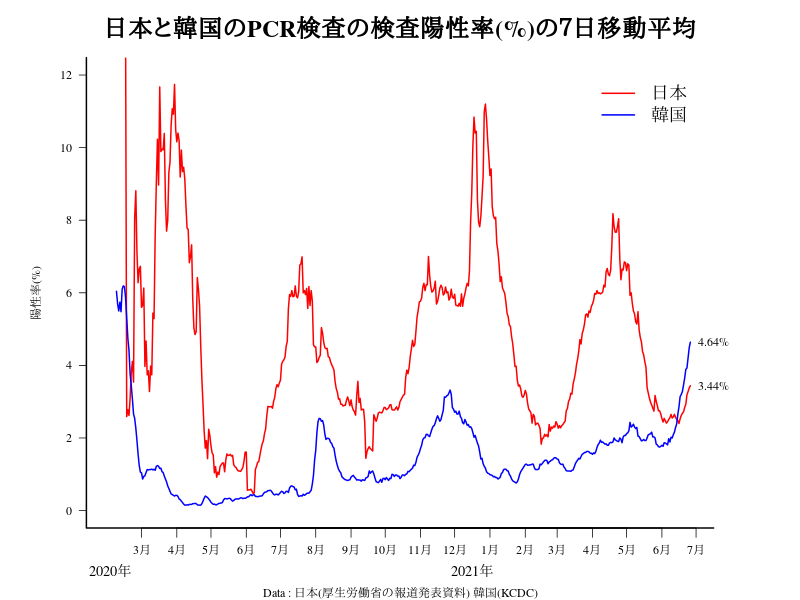 日本と韓国のPCR検査の検査陽性率(%)の7日移動平均
日本
韓国
陽性率(%)
12
10
8
6
4
2
0
4.64%
3.44%
3月 4月 5月 6月 7月 8月 9月 10月 11月 12月 1月 2月 3月 4月 5月 6月 7月
2020年 2021年
Data : 日本(厚生労働省の報道発表資料) 韓国(KCDC)